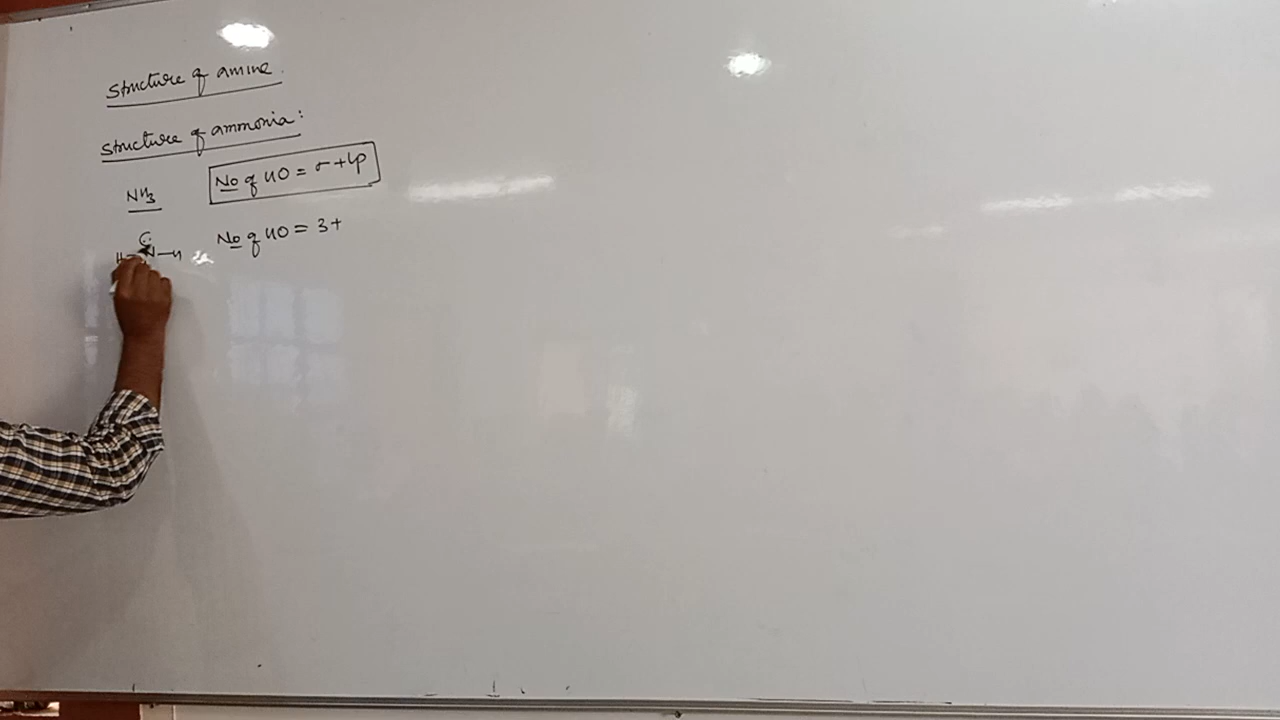 Structure of amine.
Structure of ammonia:
NH3
No of HO = σ + lp
No of HO = 3 +
H-N-H